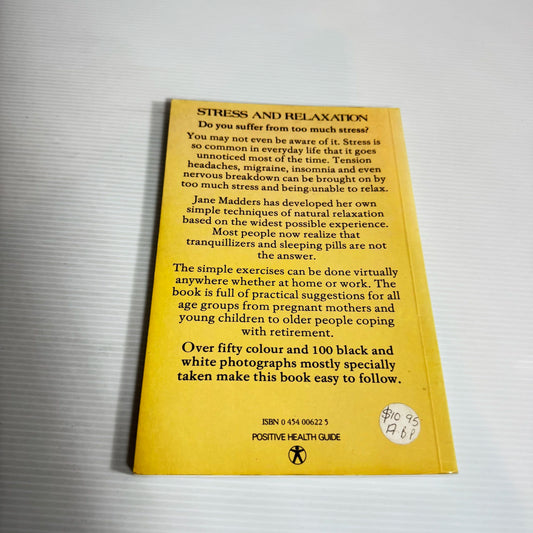 STRESS AND RELAXATION
Do you suffer from too much stress?
You may not even be aware of it. Stress is
so common in everyday life that it goes
unnoticed most of the time. Tension
headaches, migraine, insomnia and even
nervous breakdown can be brought on by
too much stress and being unable to relax.
Jane Madders has developed her own
simple techniques of natural relaxation
based on the widest possible experience.
Most people now realize that
tranquillizers and sleeping pills are not
the answer.
The simple exercises can be done virtually
anywhere whether at home or work. The
book is full of practical suggestions for all
age groups from pregnant mothers and
young children to older people coping
with retirement.
Over fifty colour and 100 black and
white photographs mostly specially
taken make this book easy to follow.
ISBN 0 454 00622 5
POSITIVE HEALTH GUIDE
$10.95